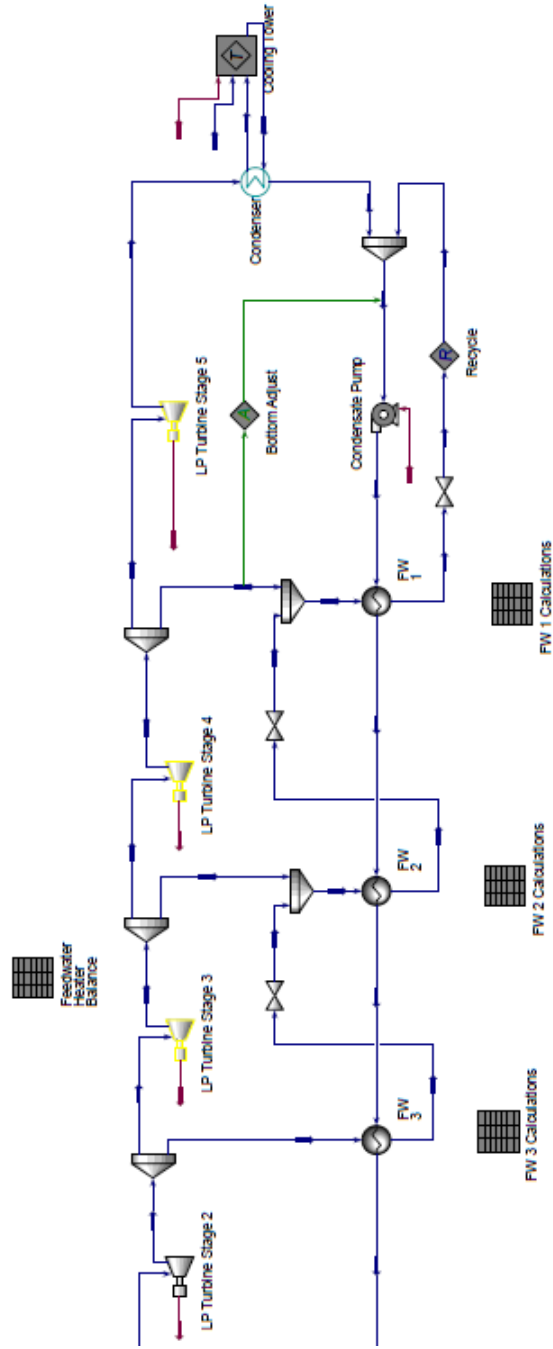 Cooling Tower
Condenser
LP Turbine Stage 5
A
Bottom Adjust
Condensate Pump
R
Recycle
T
FW
1
FW 1 Calculations
LP Turbine Stage 4
FW
2
FW 2 Calculations
Feedwater
Heater
Balance
LP Turbine Stage 3
FW
3
FW 3 Calculations
LP Turbine Stage 2